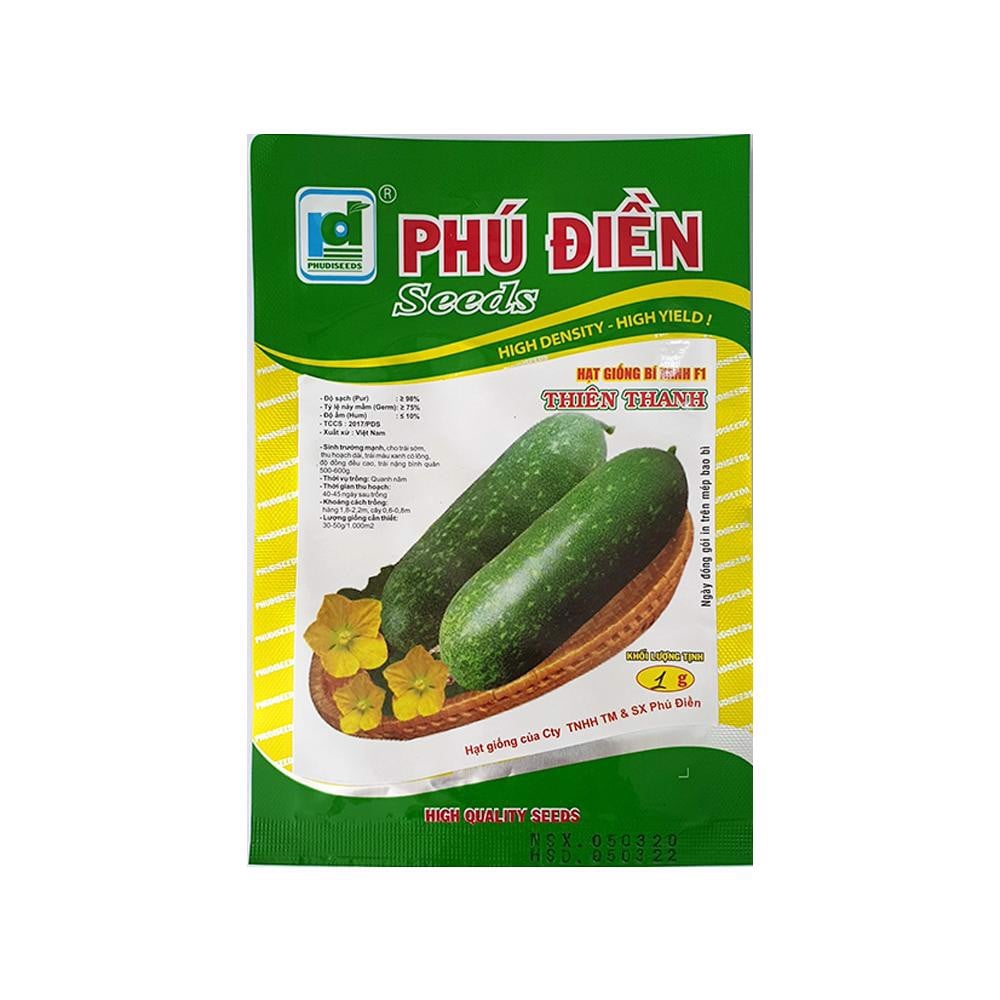 PHUDISEEDS
®
PHÚ ĐIỀN
Seeds
HIGH DENSITY - HIGH YIELD !
HẠT GIỐNG BÍ XANH F1
THIÊN THANH
- Độ sạch (Pur) : ≥ 98%
- Tỷ lệ nảy mầm (Germ): ≥ 75%
- Độ ẩm (Hum) : ≤ 10%
- TCCS : 2017/PDS
- Xuất xứ : Việt Nam
- Sinh trưởng mạnh, cho trái sớm,
thu hoạch dài, trái màu xanh có lông,
độ đồng đều cao, trái nặng bình quân
500-600g.
- Thời vụ trồng: Quanh năm
- Thời gian thu hoạch:
40-45 ngày sau trồng
- Khoảng cách trồng:
hàng 1,8-2,2m, cây 0,6-0,8m
- Lượng giống cần thiết:
30-50g/1.000m2
Ngày đóng gói in trên mép bao bì
KHỐI LƯỢNG TỊNH
1 g
Hạt giống của Cty TNHH TM & SX Phú Điền
HIGH QUALITY SEEDS
NSX. 050320
HSD. 050322